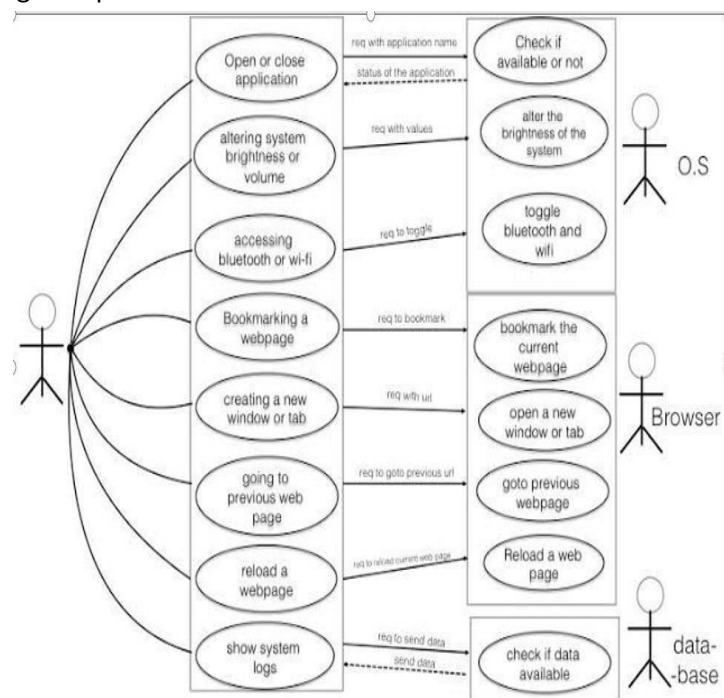 Open or close
application
req with application name
status of the application
Check if
available or not
altering system
brightness or
volume
req with values
alter the
brightness of the
system
O.S
accessing
bluetooth or wi-fi
req to toggle
toggle
bluetooth and
wifi
Bookmarking a
webpage
req to bookmark
bookmark the
current
webpage
creating a new
window or tab
req with url
open a new
window or tab
Browser
going to
previous web
page
req to goto previous url
goto previous
webpage
reload a
webpage
req to reload current web page
Reload a web
page
show system
logs
req to send data
send data
check if data
available
data-
-base